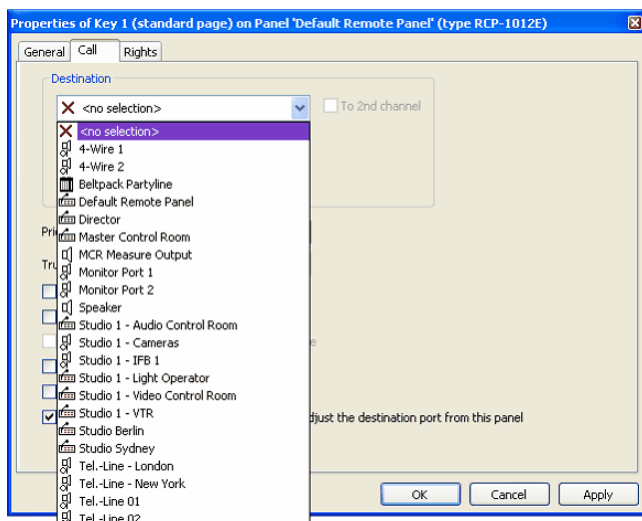 Properties of Key 1 (standard page) on Panel 'Default Remote Panel' (type RCP-1012E)
General Call Rights
Destination
<no selection> To 2nd channel
<no selection>
4-Wire 1
4-Wire 2
Beltpack Partyline
Default Remote Panel
Director
Master Control Room
MCR Measure Output
Monitor Port 1
Monitor Port 2
Speaker
Studio 1 - Audio Control Room
Studio 1 - Cameras
Studio 1 - IFB 1
Studio 1 - Light Operator
Studio 1 - Video Control Room
Studio 1 - VTR
djust the destination port from this panel
Studio Berlin
Studio Sydney
Tel.-Line - London
Tel.-Line - New York
Tel.-Line 01
Tel.-Line 02
OK Cancel Apply